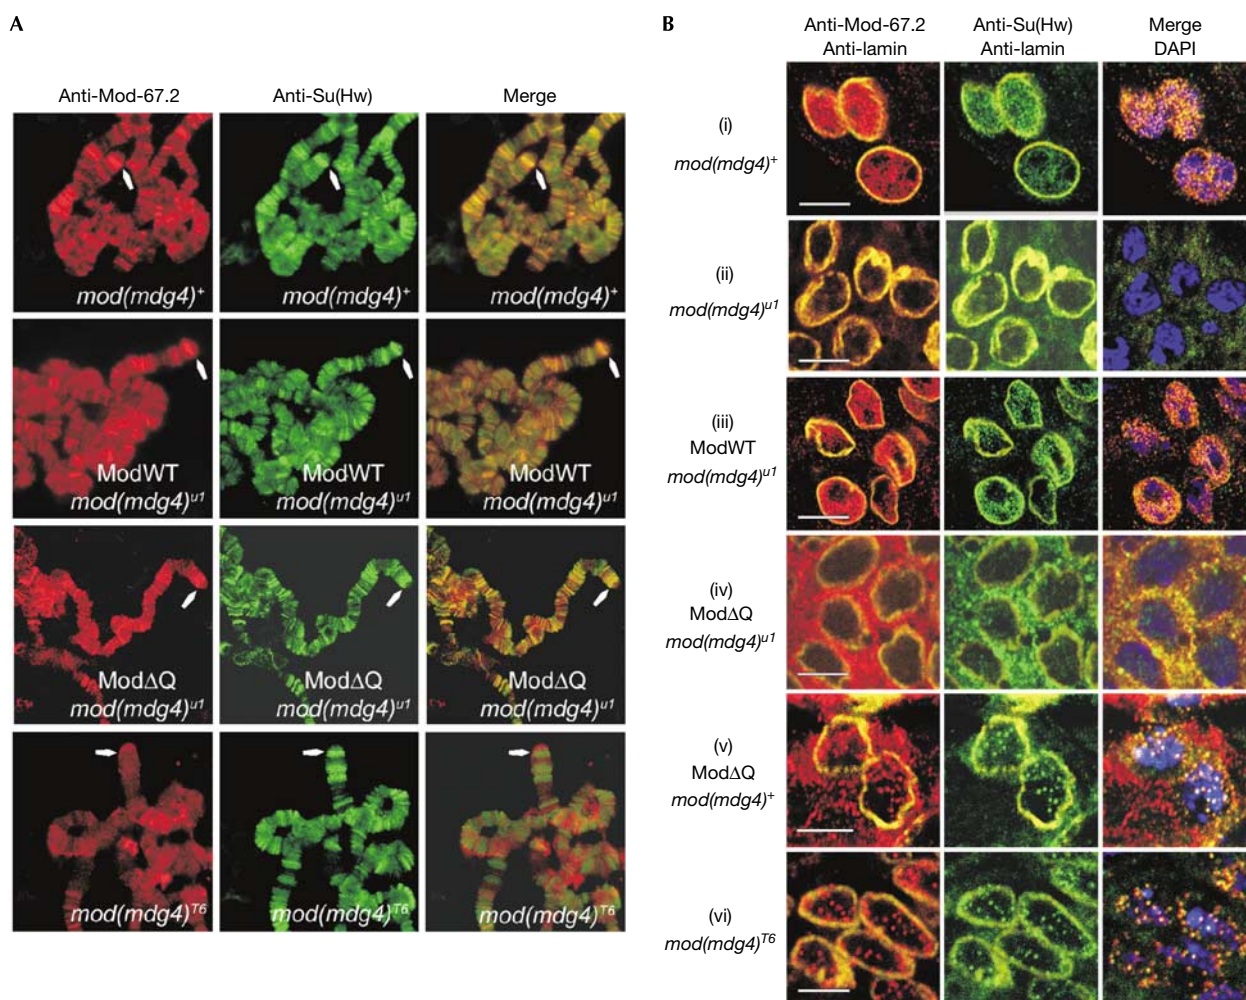 A
Anti-Mod-67.2 Anti-Su(Hw) Merge
mod(mdg4)⁺ mod(mdg4)⁺ mod(mdg4)⁺
ModWT ModWT ModWT
mod(mdg4)ᵘ¹ mod(mdg4)ᵘ¹ mod(mdg4)ᵘ¹
ModΔQ ModΔQ ModΔQ
mod(mdg4)ᵘ¹ mod(mdg4)ᵘ¹ mod(mdg4)ᵘ¹
mod(mdg4)ᵀ⁶ mod(mdg4)ᵀ⁶ mod(mdg4)ᵀ⁶
B
Anti-Mod-67.2 Anti-Su(Hw) Merge
Anti-lamin Anti-lamin DAPI
(i)
mod(mdg4)⁺
(ii)
mod(mdg4)ᵘ¹
(iii)
ModWT
mod(mdg4)ᵘ¹
(iv)
ModΔQ
mod(mdg4)ᵘ¹
(v)
ModΔQ
mod(mdg4)⁺
(vi)
mod(mdg4)ᵀ⁶